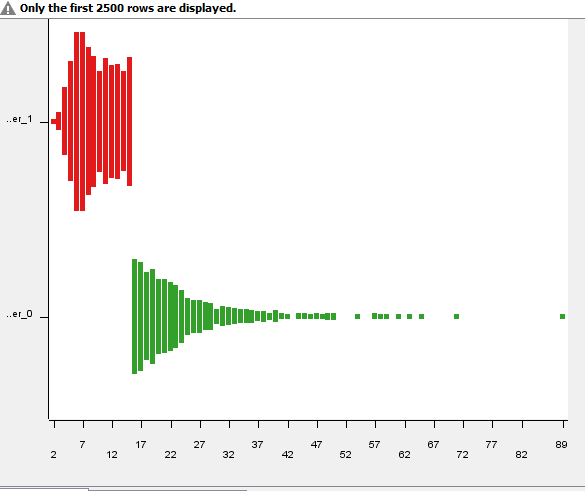 Only the first 2500 rows are displayed.
..er_1
..er_0
7 17 27 37 47 57 67 77 89
2 12 22 32 42 52 62 72 82